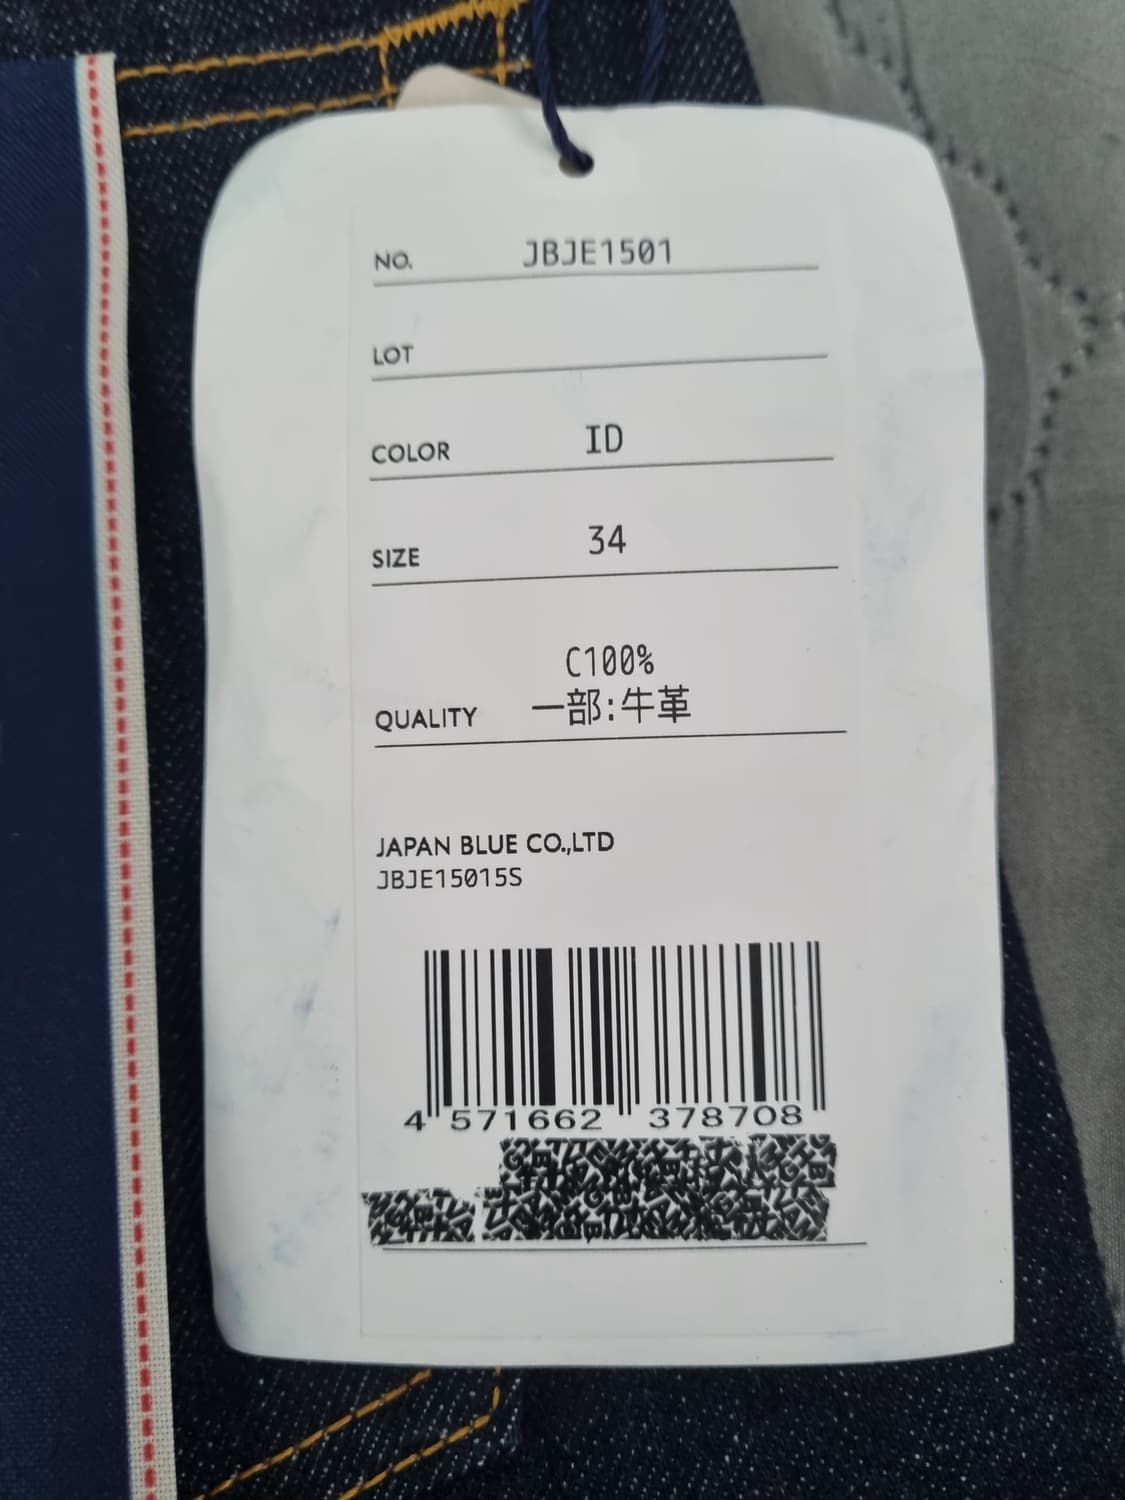 NO. JBJE1501
LOT
COLOR ID
SIZE 34
C100%
QUALITY 一部:牛革
JAPAN BLUE CO.,LTD
JBJE15015S
4 571662 378708